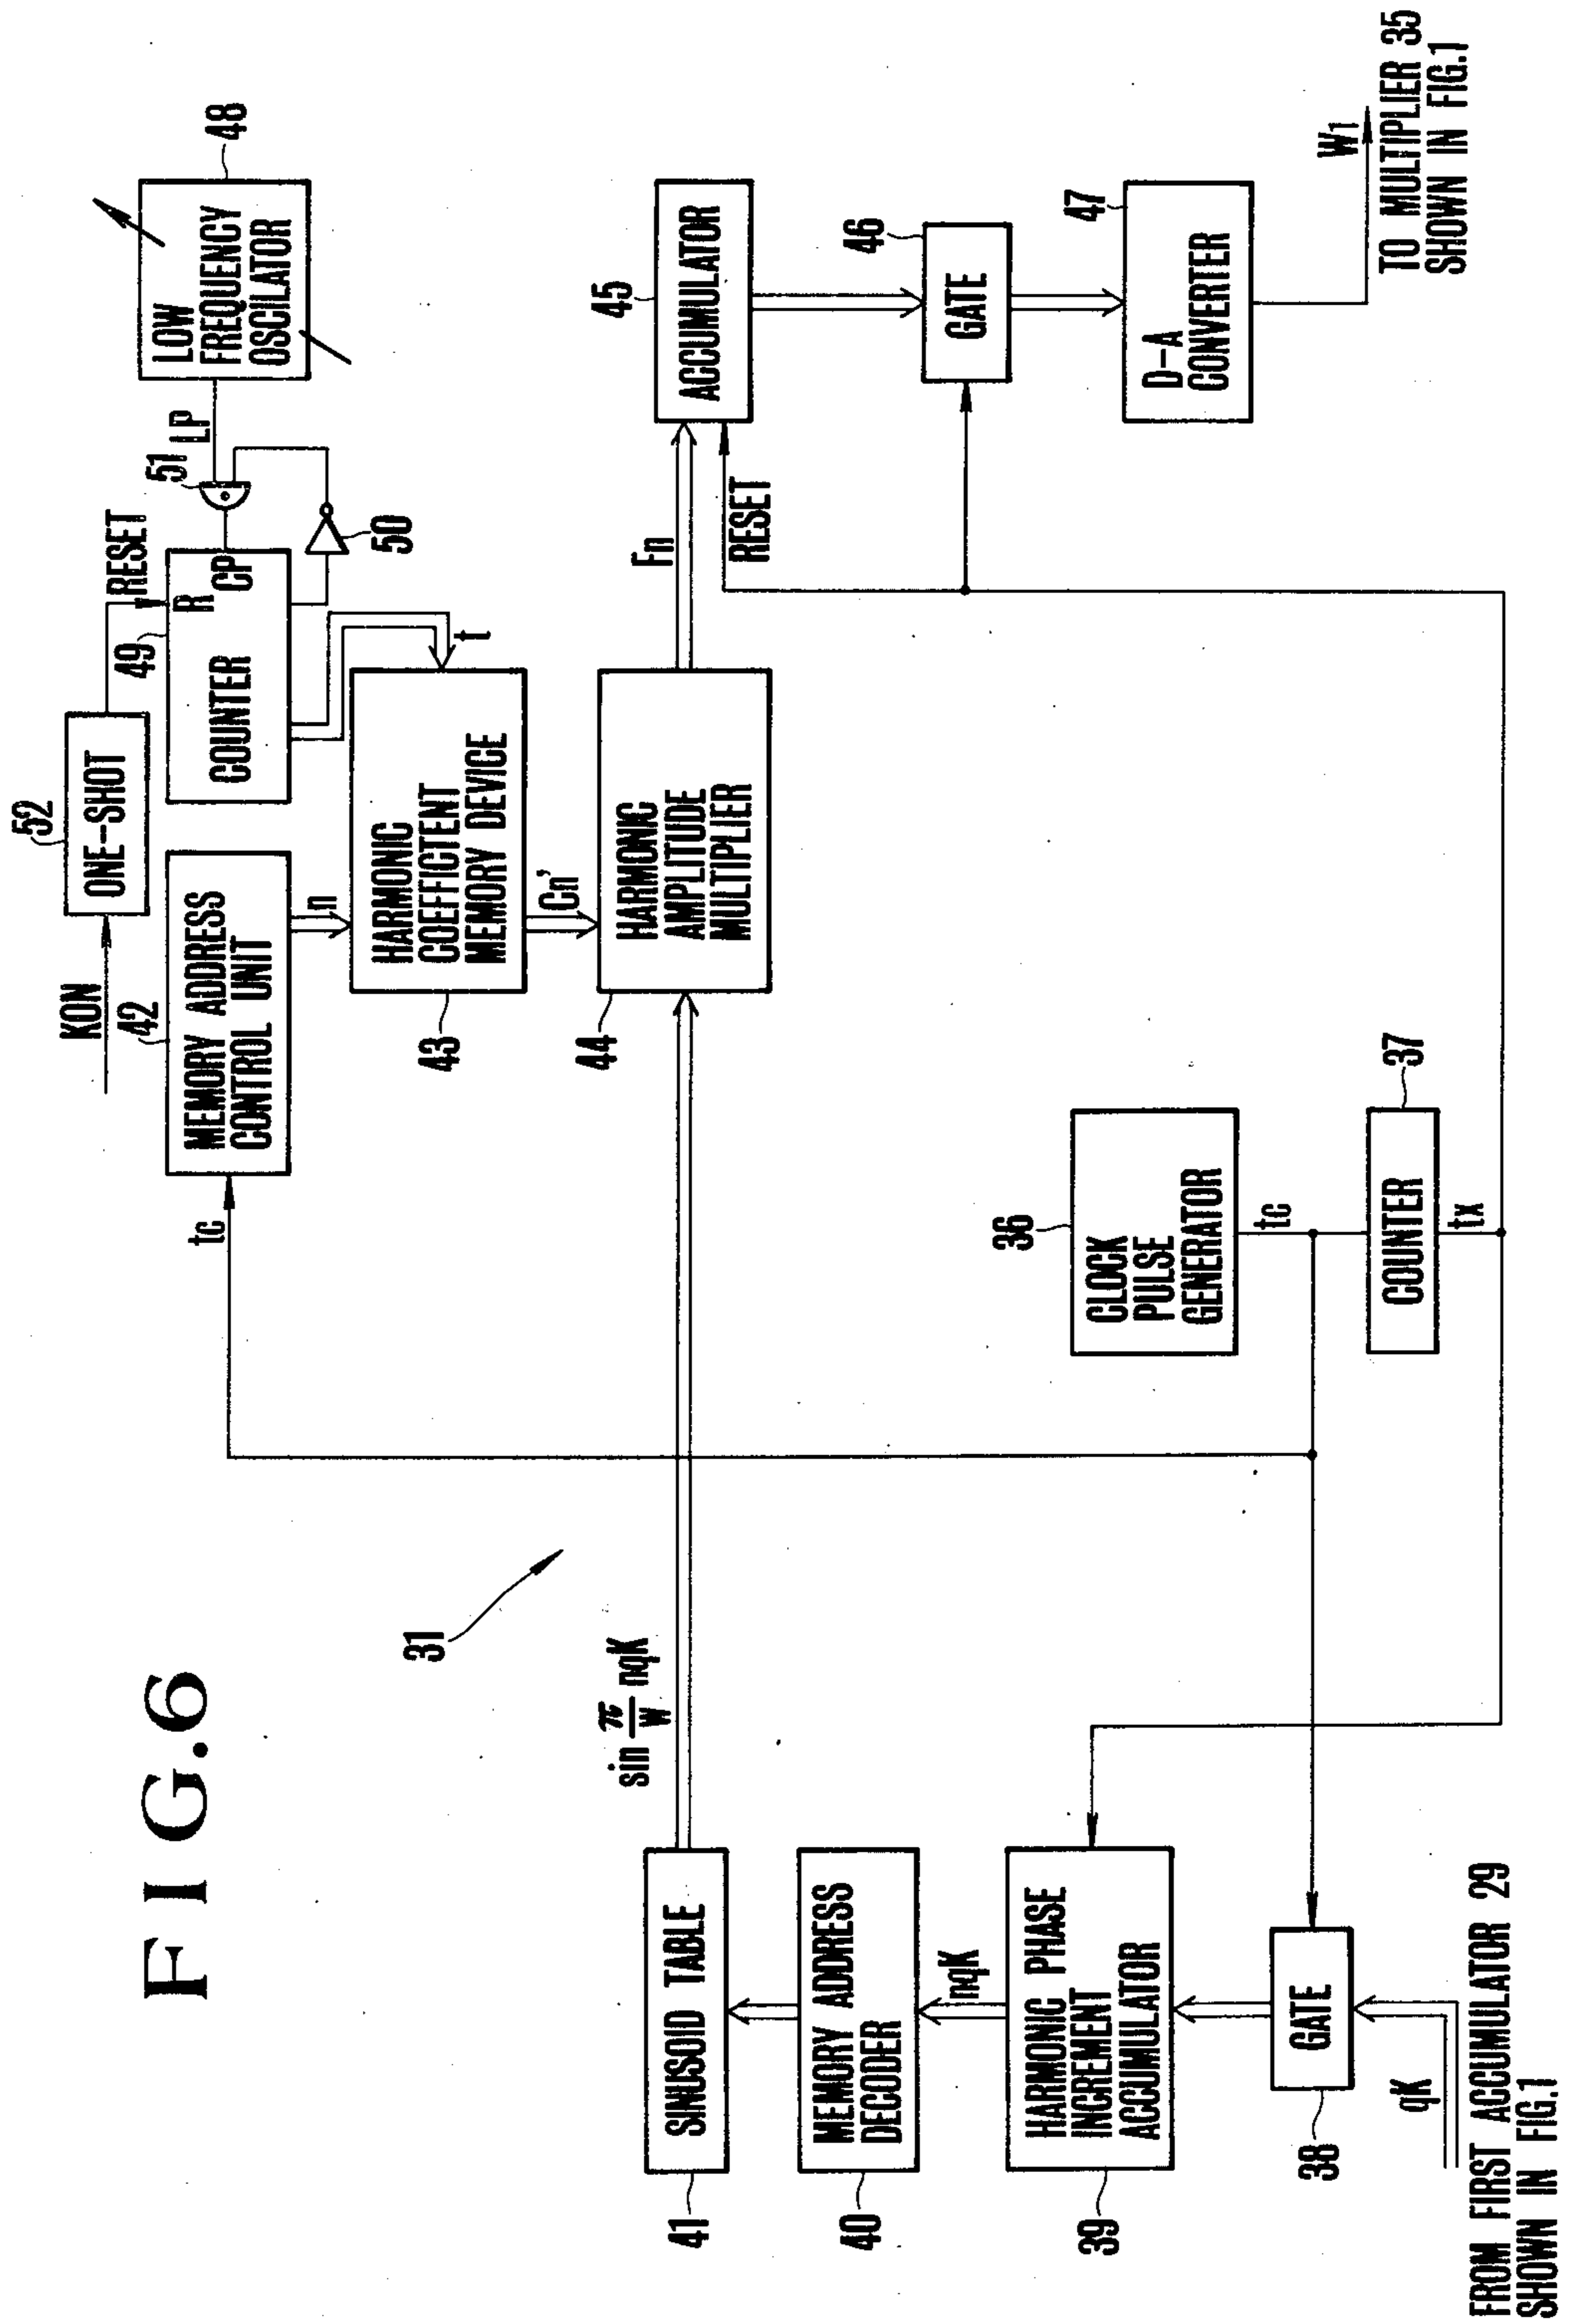 FIG.6
KON
52
ONE-SHOT
RESET
51
LP
LOW
FREQUENCY
OSCILATOR
48
tc
42
MEMORY ADDRESS
CONTROL UNIT
49
R
CP
COUNTER
50
n
t
HARMONIC
COEFFICTENT
MEMORY DEVICE
43
Cn'
31
41
SINUSOID TABLE
sin π/W nqK
44
HARMONIC
AMPLITUDE
MULTIPLIER
Fn
45
ACCUMULATOR
RESET
40
MEMORY ADDRESS
DECODER
46
GATE
nqK
39
HARMONIC PHASE
INCREMENT
ACCUMULATOR
36
CLOCK
PULSE
GENERATOR
47
D-A
CONVERTER
tc
38
GATE
37
COUNTER
tx
W1
qK
FROM FIRST ACCUMULATOR 29
SHOWN IN FIG.1
TO MULTIPLIER 35
SHOWN IN FIG.1